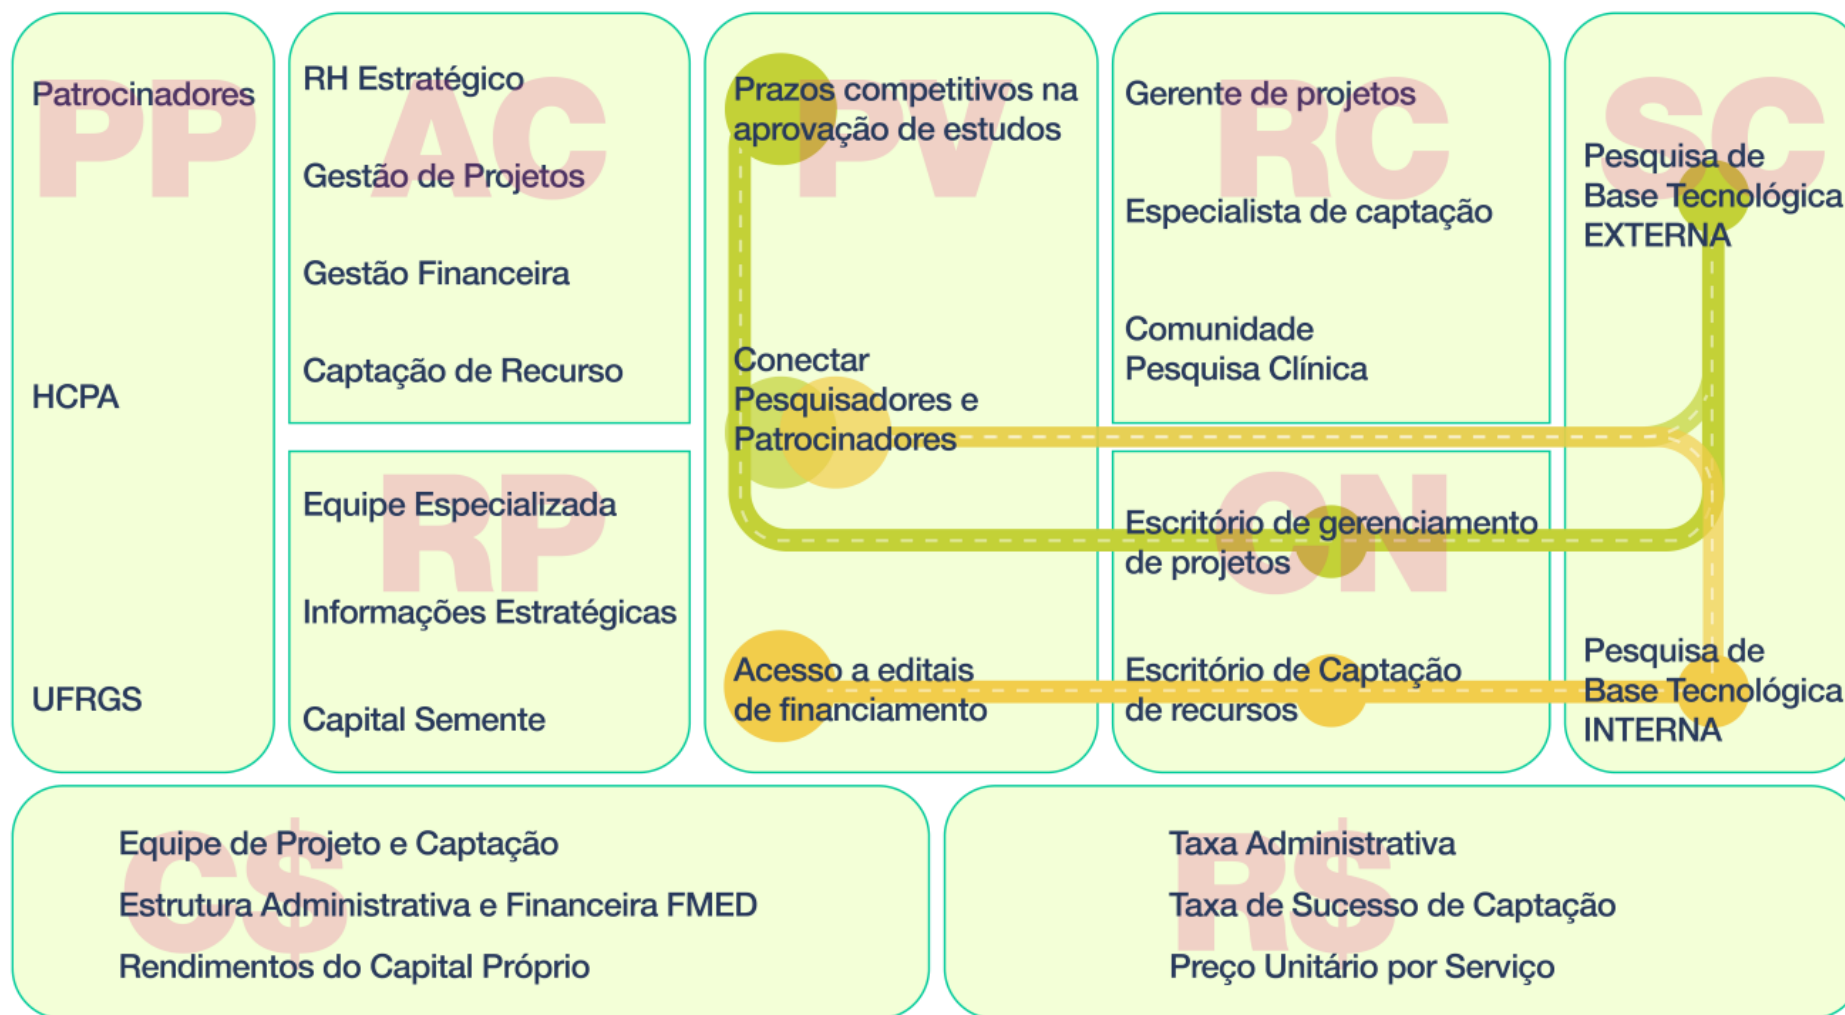 PP
Patrocinadores
HCPA
UFRGS
AC
RH Estratégico
Gestão de Projetos
Gestão Financeira
Captação de Recurso
RP
Equipe Especializada
Informações Estratégicas
Capital Semente
PV
Prazos competitivos na
aprovação de estudos
Conectar
Pesquisadores e
Patrocinadores
Acesso a editais
de financiamento
RC
Gerente de projetos
Especialista de captação
Comunidade
Pesquisa Clínica
CN
Escritório de gerenciamento
de projetos
Escritório de Captação
de recursos
SC
Pesquisa de
Base Tecnológica
EXTERNA
Pesquisa de
Base Tecnológica
INTERNA
C$
Equipe de Projeto e Captação
Estrutura Administrativa e Financeira FMED
Rendimentos do Capital Próprio
R$
Taxa Administrativa
Taxa de Sucesso de Captação
Preço Unitário por Serviço